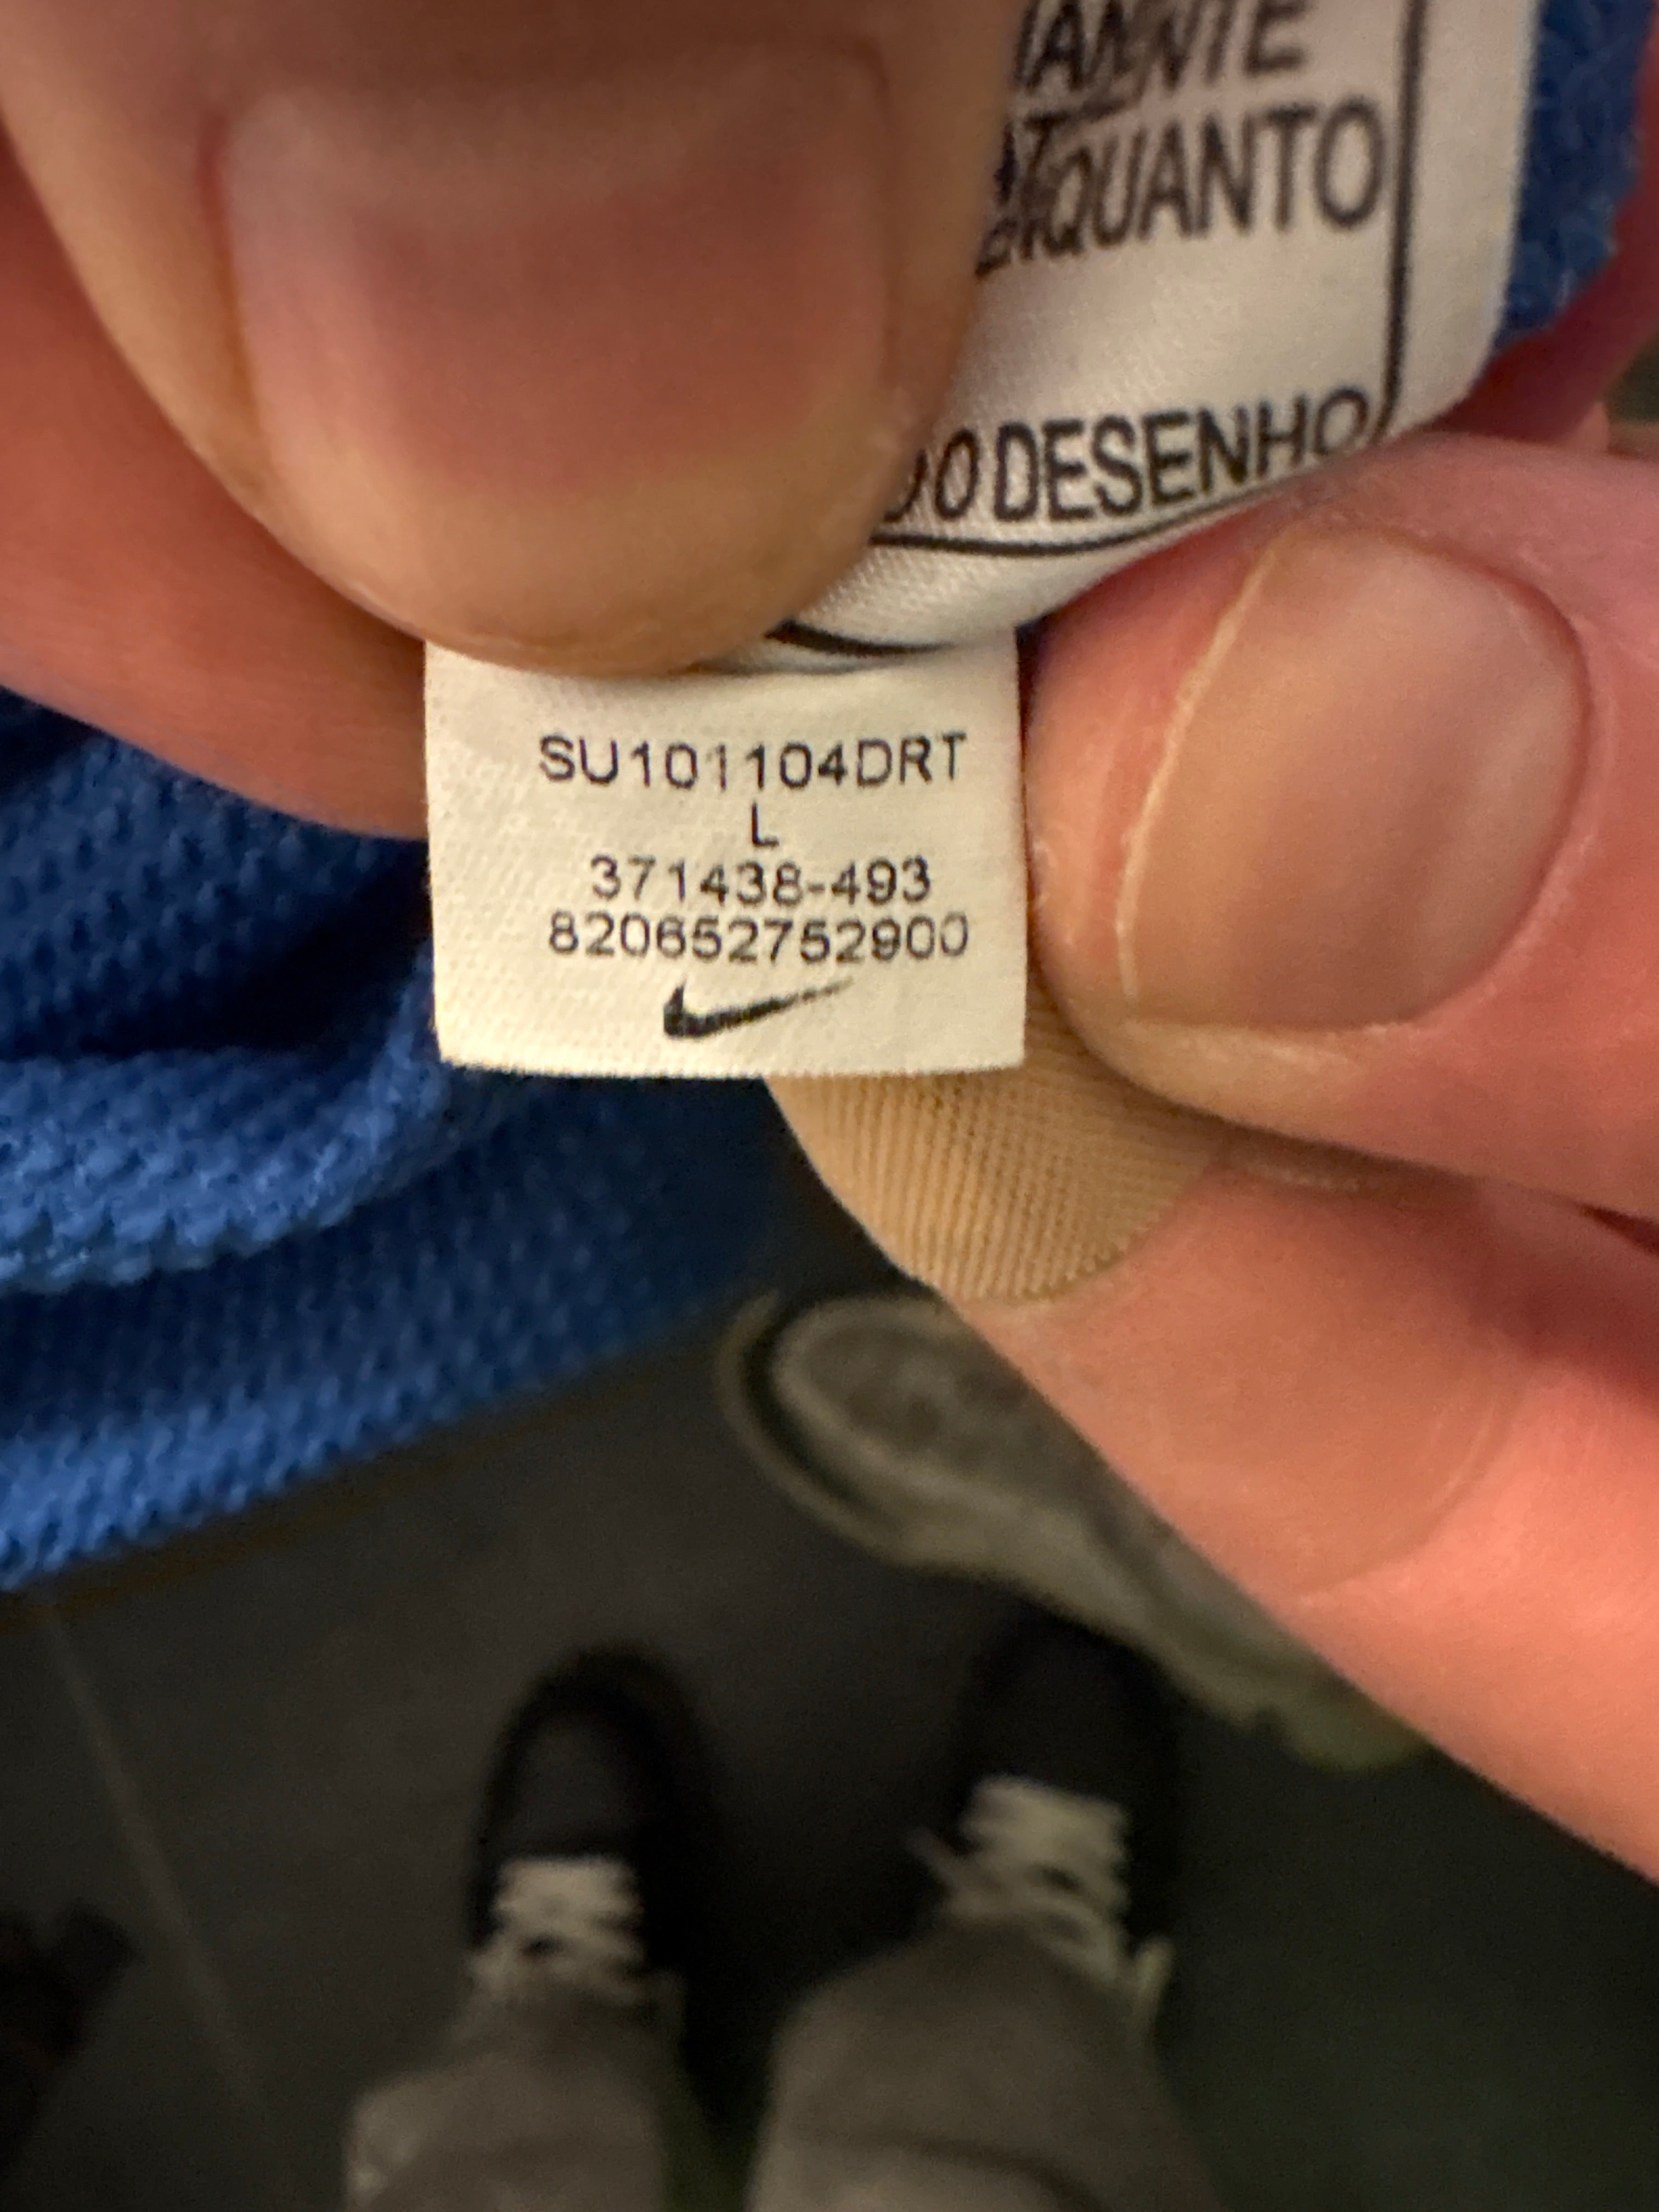 ENQUANTO
O DESENHO
SU101104DRT
L
371438-493
820652752900